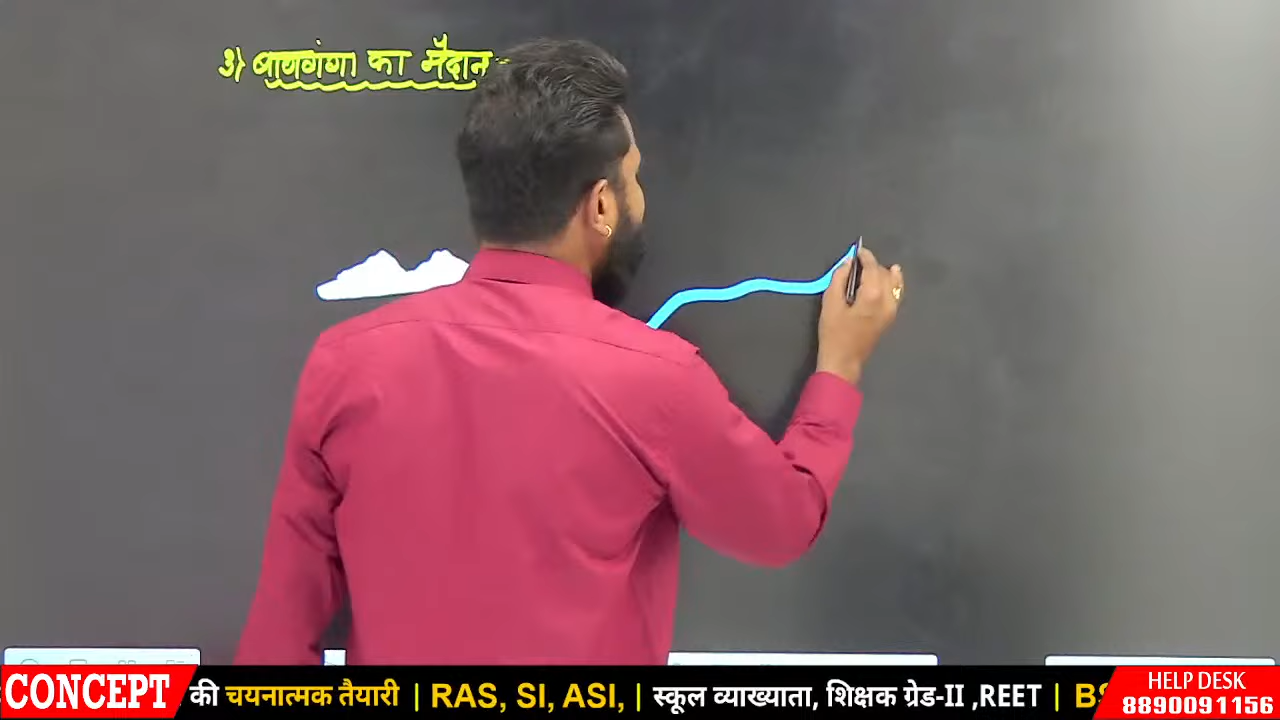 3) बाणगंगा का मैदान
CONCEPT
की चयनात्मक तैयारी | RAS, SI, ASI, | स्कूल व्याख्याता, शिक्षक ग्रेड-II ,REET |
HELP DESK
8890091156